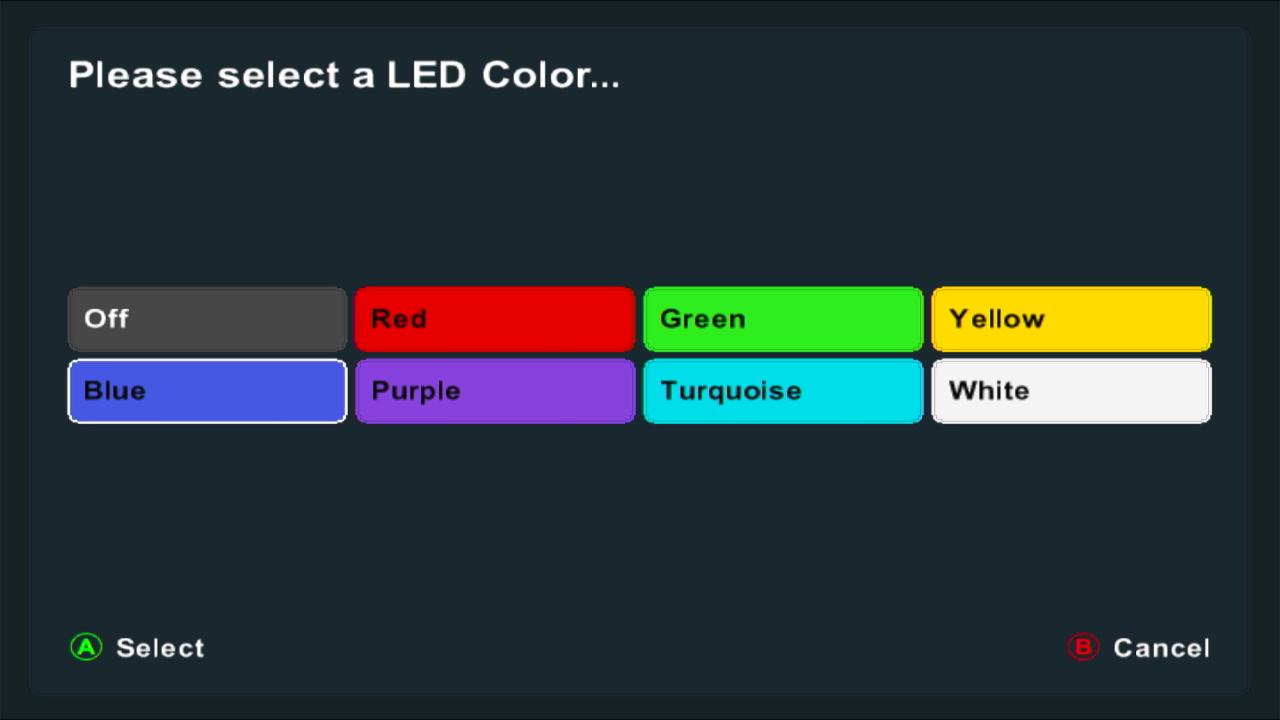 Please select a LED Color...
Off Red Green Yellow
Blue Purple Turquoise White
A Select B Cancel